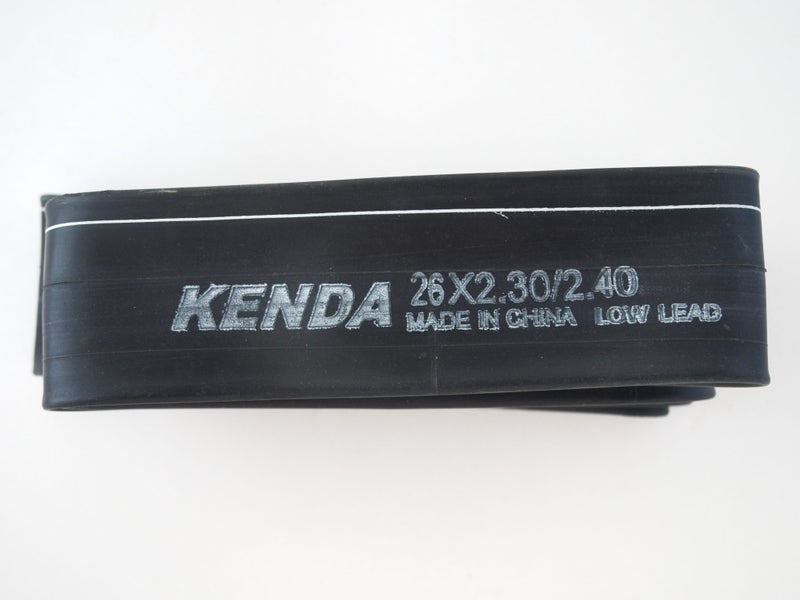 KENDA 26X2.30/2.40
MADE IN CHINA LOW LEAD